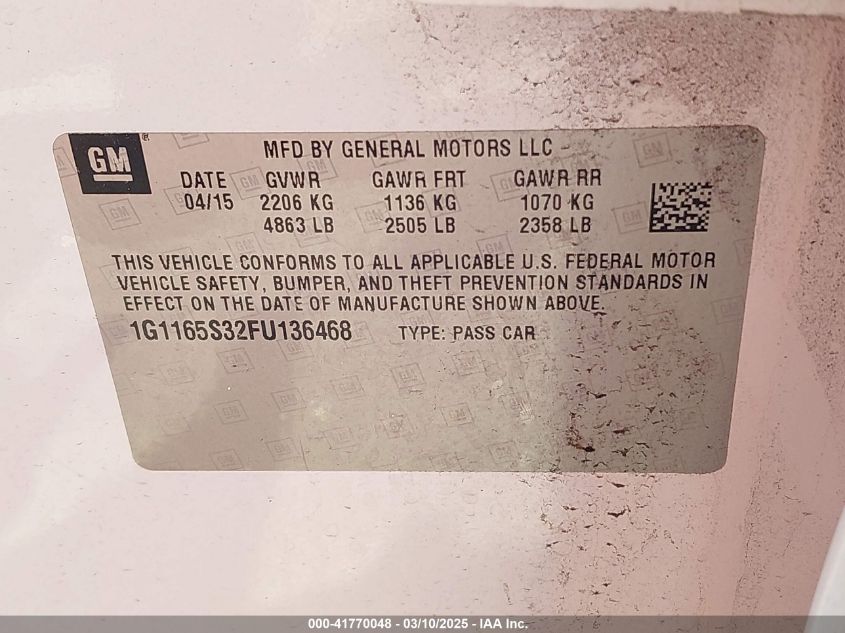 GM
MFD BY GENERAL MOTORS LLC
DATE GVWR GAWR FRT GAWR RR
04/15 2206 KG 1136 KG 1070 KG
4863 LB 2505 LB 2358 LB
THIS VEHICLE CONFORMS TO ALL APPLICABLE U.S. FEDERAL MOTOR
VEHICLE SAFETY, BUMPER, AND THEFT PREVENTION STANDARDS IN
EFFECT ON THE DATE OF MANUFACTURE SHOWN ABOVE.
1G1165S32FU136468 TYPE: PASS CAR
000-41770048 - 03/10/2025 - IAA Inc.